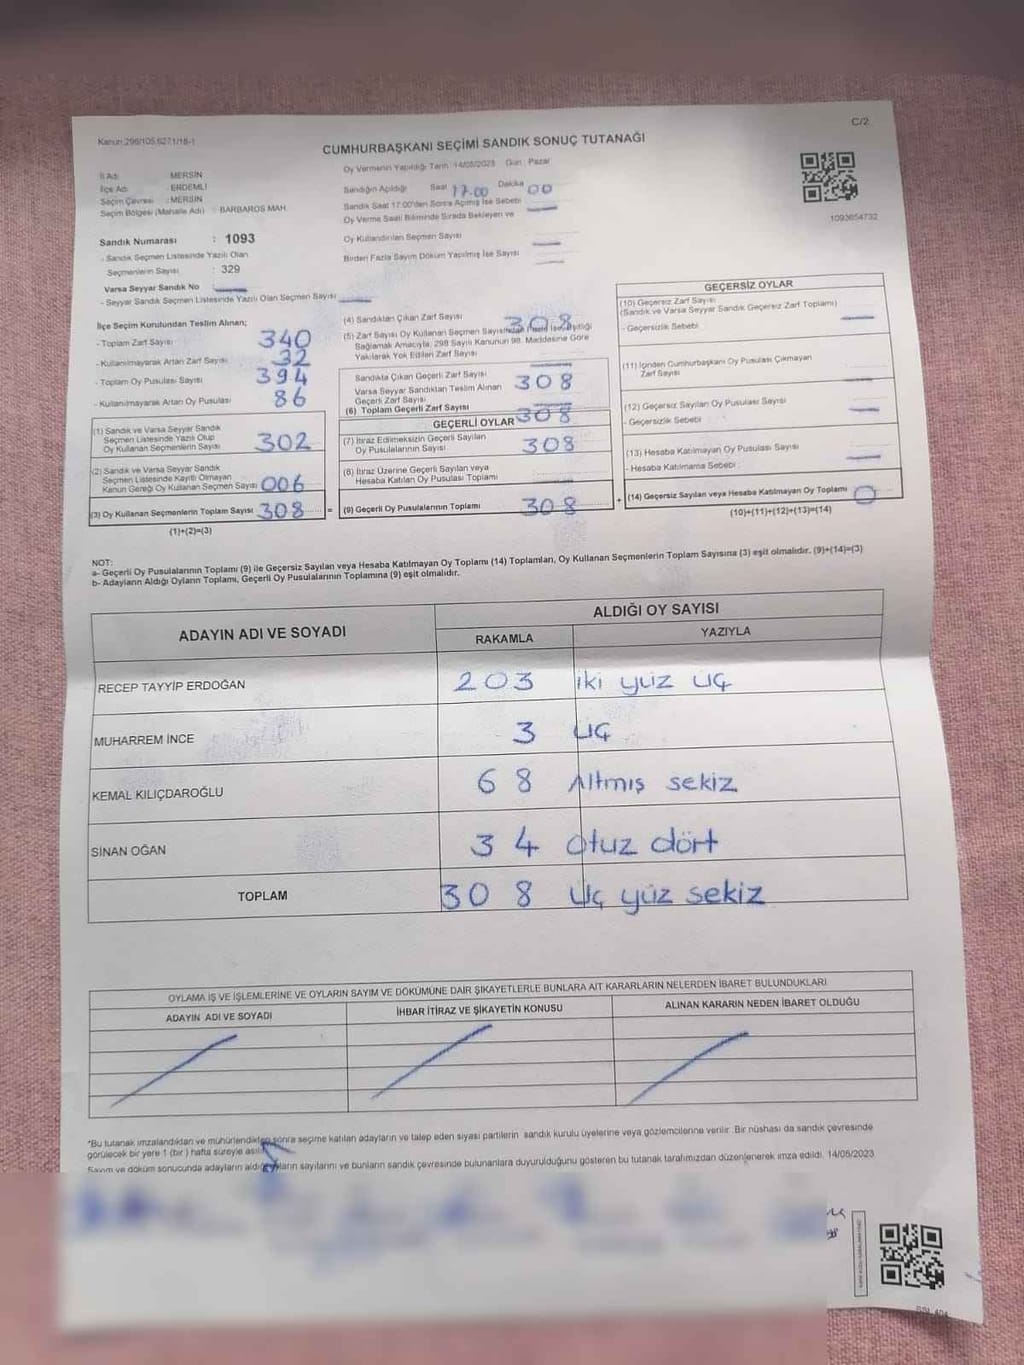 Kanun:298/105,6271/18-1
C/2
CUMHURBAŞKANI SEÇİMİ SANDIK SONUÇ TUTANAĞI
Oy Vermenin Yapıldığı Tarih :14/05/2023 Gün : Pazar
İl Adı : MERSİN
İlçe Adı : ERDEMLİ
Seçim Çevresi : MERSİN
Seçim Bölgesi (Mahalle Adı) : BARBAROS MAH.
Sandığın Açıldığı Saat 17.00 Dakika 00
Sandık Saat 17:00'den Sonra Açılmış İse Sebebi
Oy Verme Saati Bitiminde Sırada Bekleyen ve
Oy Kullandırılan Seçmen Sayısı
Birden Fazla Sayım Döküm Yapılmış İse Sayısı
1093654732
Sandık Numarası : 1093
- Sandık Seçmen Listesinde Yazılı Olan
Seçmenlerin Sayısı : 329
Varsa Seyyar Sandık No
- Seyyar Sandık Seçmen Listesinde Yazılı Olan Seçmen Sayısı
İlçe Seçim Kurulundan Teslim Alınan;
- Toplam Zarf Sayısı 340
- Kullanılmayarak Artan Zarf Sayısı 32
- Toplam Oy Pusulası Sayısı 394
- Kullanılmayarak Artan Oy Pusulası 86
(1) Sandık ve Varsa Seyyar Sandık
Seçmen Listesinde Yazılı Olup
Oy Kullanan Seçmenlerin Sayısı 302
(2) Sandık ve Varsa Seyyar Sandık
Seçmen Listesinde Kayıtlı Olmayan
Kanun Gereği Oy Kullanan Seçmen Sayısı 006
(3) Oy Kullanan Seçmenlerin Toplam Sayısı 308
(1)+(2)=(3)
=
(4) Sandıktan Çıkan Zarf Sayısı 308
(5) Zarf Sayısı Oy Kullanan Seçmen Sayısından Fazla İse, Eşitliği
Sağlamak Amacıyla, 298 Sayılı Kanunun 98. Maddesine Göre
Yakılarak Yok Edilen Zarf Sayısı
Sandıkta Çıkan Geçerli Zarf Sayısı 308
Varsa Seyyar Sandıktan Teslim Alınan
Geçerli Zarf Sayısı
(6) Toplam Geçerli Zarf Sayısı 308
GEÇERLİ OYLAR
(7) İtiraz Edilmeksizin Geçerli Sayılan
Oy Pusulalarının Sayısı 308
(8) İtiraz Üzerine Geçerli Sayılan veya
Hesaba Katılan Oy Pusulası Toplamı
(9) Geçerli Oy Pusulalarının Toplamı 308
+
GEÇERSİZ OYLAR
(10) Geçersiz Zarf Sayısı
(Sandık ve Varsa Seyyar Sandık Geçersiz Zarf Toplamı)
- Geçersizlik Sebebi
(11) İçinden Cumhurbaşkanı Oy Pusulası Çıkmayan
Zarf Sayısı
(12) Geçersiz Sayılan Oy Pusulası Sayısı
- Geçersizlik Sebebi
(13) Hesaba Katılmayan Oy Pusulası Sayısı
- Hesaba Katılmama Sebebi
(14) Geçersiz Sayılan veya Hesaba Katılmayan Oy Toplamı 0
(10)+(11)+(12)+(13)=(14)
NOT:
a- Geçerli Oy Pusulalarının Toplamı (9) ile Geçersiz Sayılan veya Hesaba Katılmayan Oy Toplamı (14) Toplamları, Oy Kullanan Seçmenlerin Toplam Sayısına (3) eşit olmalıdır. (9)+(14)=(3)
b- Adayların Aldığı Oyların Toplamı, Geçerli Oy Pusulalarının Toplamına (9) eşit olmalıdır.
ADAYIN ADI VE SOYADI
ALDIĞI OY SAYISI
RAKAMLA YAZIYLA
RECEP TAYYİP ERDOĞAN 203 iki yüz üç
MUHARREM İNCE 3 üç
KEMAL KILIÇDAROĞLU 68 Altmış sekiz
SİNAN OĞAN 34 otuz dört
TOPLAM 308 Üç yüz sekiz
OYLAMA İŞ VE İŞLEMLERİNE VE OYLARIN SAYIM VE DÖKÜMÜNE DAİR ŞİKAYETLERLE BUNLARA AİT KARARLARIN NELERDEN İBARET BULUNDUKLARI
ADAYIN ADI VE SOYADI
İHBAR İTİRAZ VE ŞİKAYETİN KONUSU
ALINAN KARARIN NEDEN İBARET OLDUĞU
*Bu tutanak imzalandıktan ve mühürlendikten sonra seçime katılan adayların ve talep eden siyasi partilerin sandık kurulu üyelerine veya gözlemcilerine verilir. Bir nüshası da sandık çevresinde
görülecek bir yere 1 (bir) hafta süreyle asılır.
Sayım ve döküm sonucunda adayların aldığı oyların sayılarını ve bunların sandık çevresinde bulunanlara duyurulduğunu gösteren bu tutanak tarafımızdan düzenlenerek imza edildi. 14/05/2023